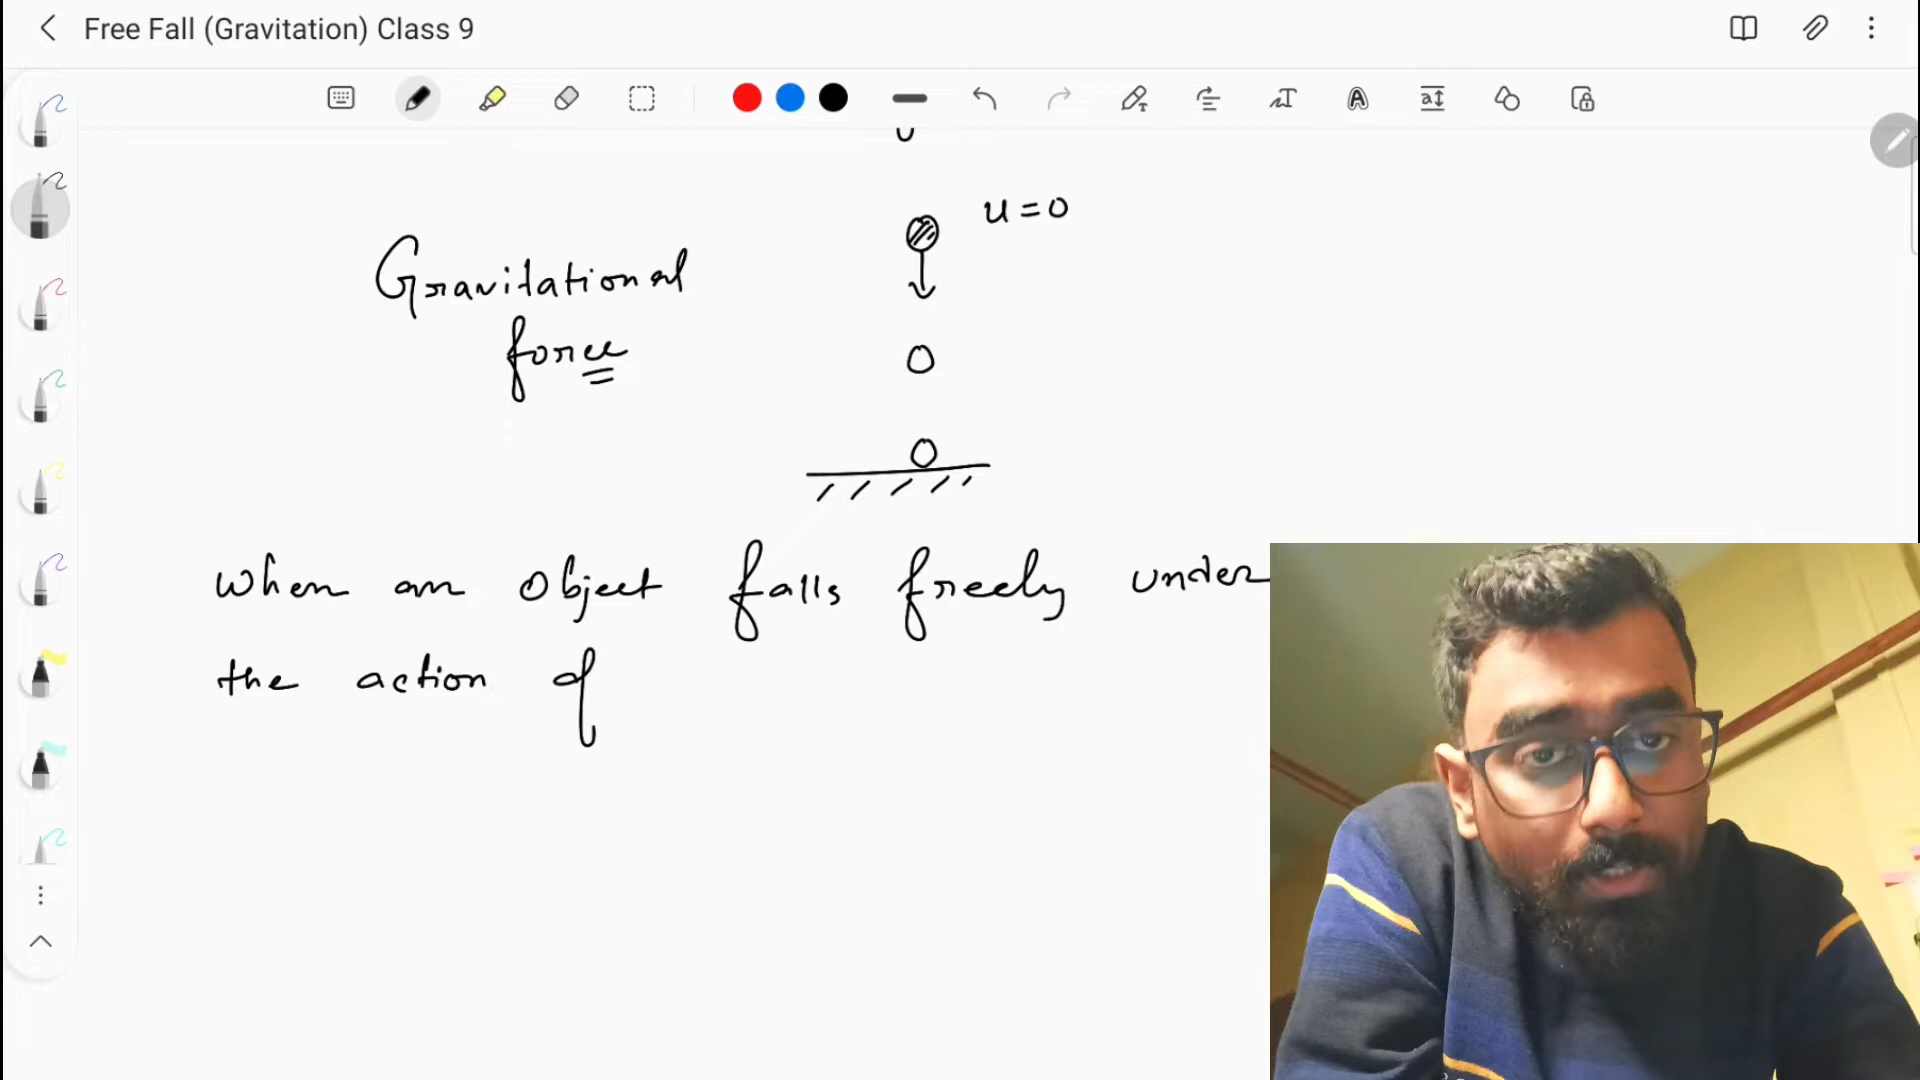 Free Fall (Gravitation) Class 9
u = 0
Gravitational
force
When an object falls freely under
the action of